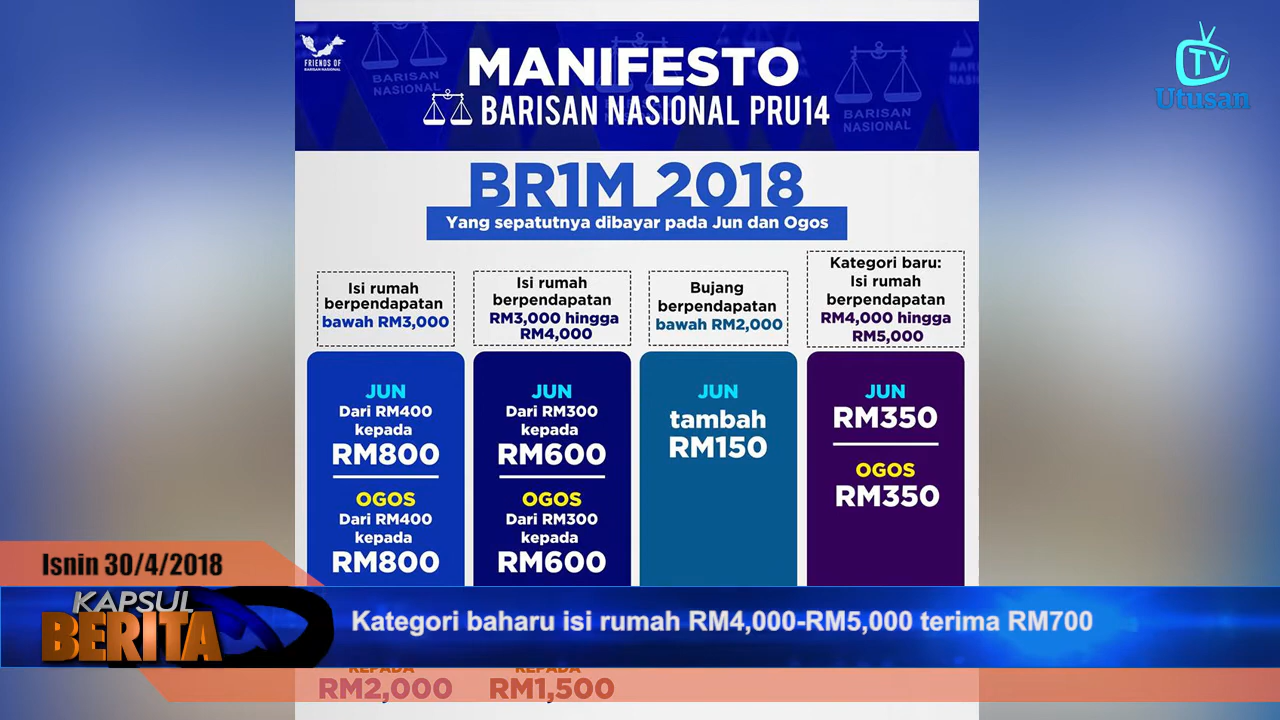 FRIENDS OF
BARISAN NASIONAL
BARISAN
NASIONAL
MANIFESTO
BARISAN NASIONAL PRU14
BARISAN
NASIONAL
TV
Utusan
BR1M 2018
Yang sepatutnya dibayar pada Jun dan Ogos
Isi rumah
berpendapatan
bawah RM3,000
Isi rumah
berpendapatan
RM3,000 hingga
RM4,000
Bujang
berpendapatan
bawah RM2,000
Kategori baru:
Isi rumah
berpendapatan
RM4,000 hingga
RM5,000
JUN
Dari RM400
kepada
RM800
OGOS
Dari RM400
kepada
RM800
JUN
Dari RM300
kepada
RM600
OGOS
Dari RM300
kepada
RM600
JUN
tambah
RM150
JUN
RM350
OGOS
RM350
Isnin 30/4/2018
KAPSUL
BERITA
Kategori baharu isi rumah RM4,000-RM5,000 terima RM700
RM2,000
RM1,500